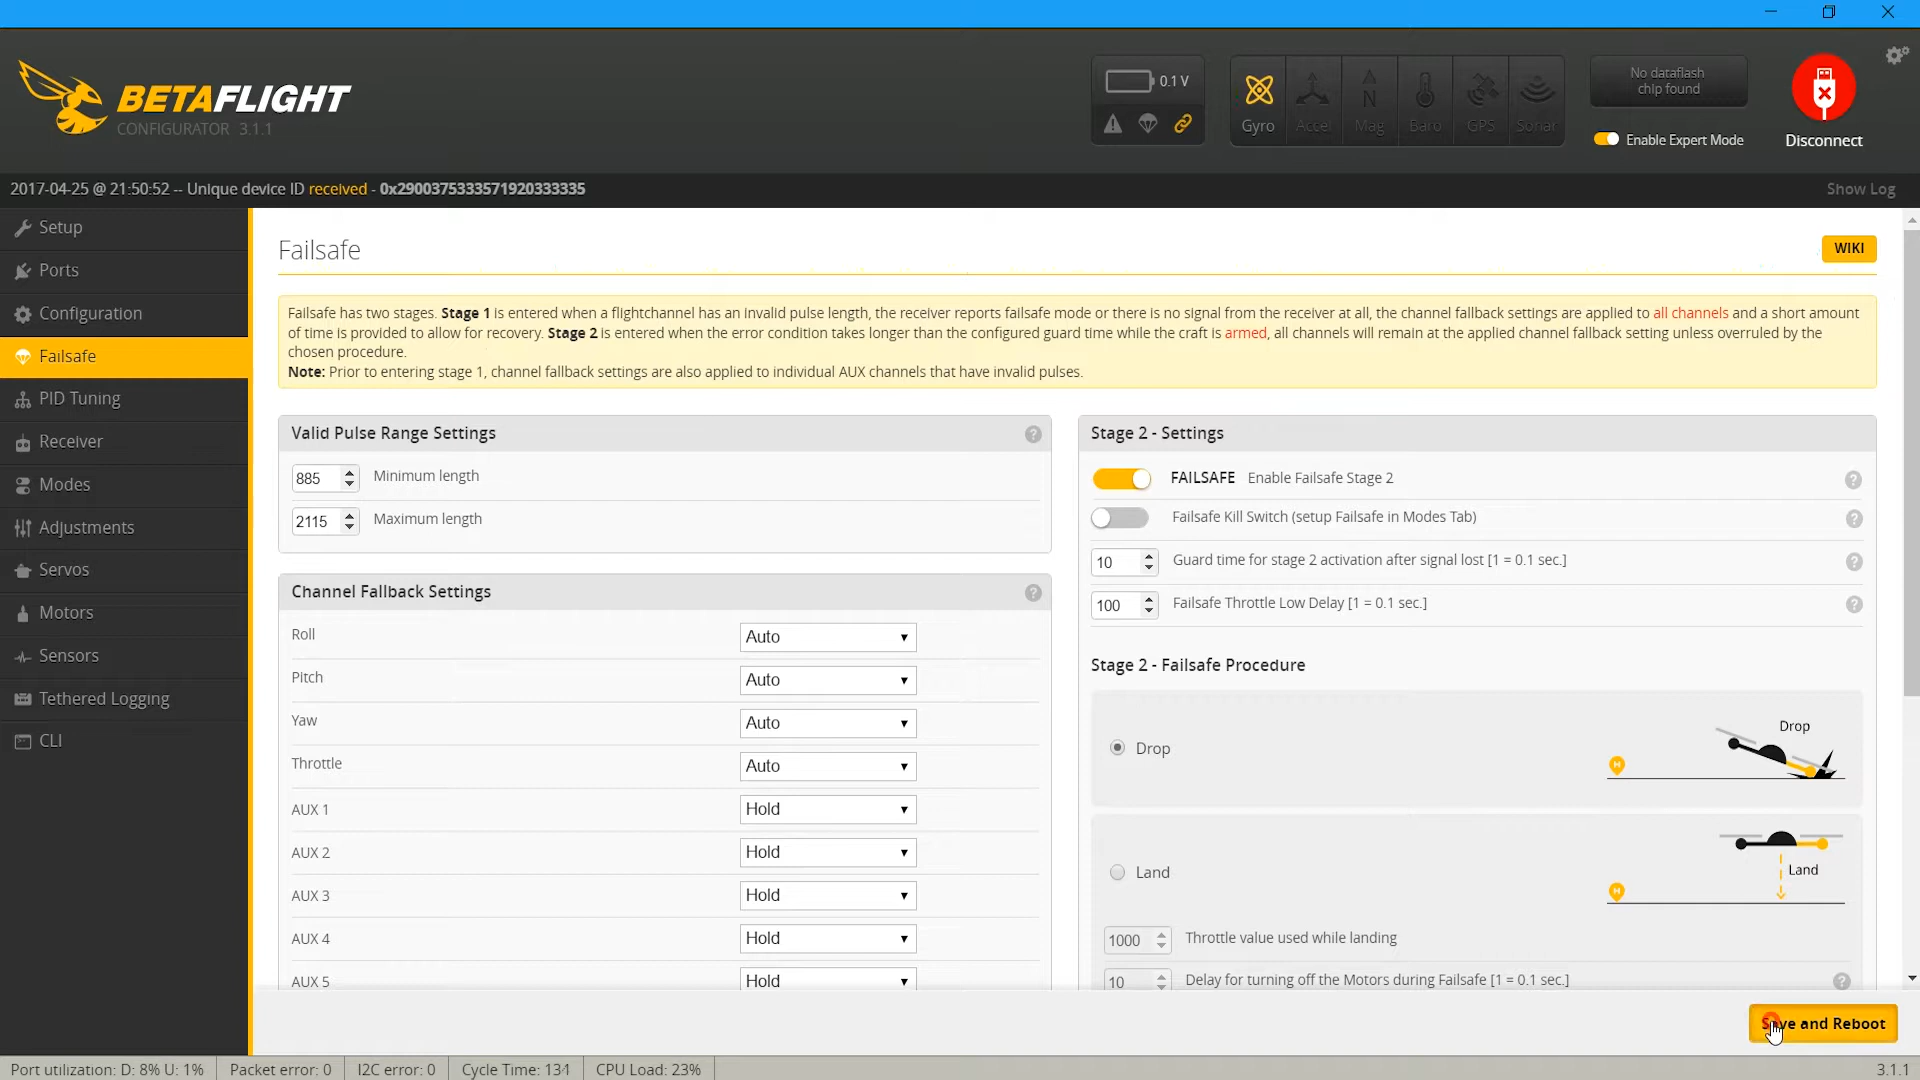 BETAFLIGHT
CONFIGURATOR 3.1.1
0.1 V
Gyro
Accel
Mag
Baro
GPS
Sonar
No dataflash
chip found
Enable Expert Mode
Disconnect
2017-04-25 @ 21:50:52 -- Unique device ID received - 0x2900375333571920333335
Show Log
Setup
Ports
Configuration
Failsafe
PID Tuning
Receiver
Modes
Adjustments
Servos
Motors
Sensors
Tethered Logging
CLI
Failsafe
WIKI
Failsafe has two stages. Stage 1 is entered when a flightchannel has an invalid pulse length, the receiver reports failsafe mode or there is no signal from the receiver at all, the channel fallback settings are applied to all channels and a short amount
of time is provided to allow for recovery. Stage 2 is entered when the error condition takes longer than the configured guard time while the craft is armed, all channels will remain at the applied channel fallback setting unless overruled by the
chosen procedure.
Note: Prior to entering stage 1, channel fallback settings are also applied to individual AUX channels that have invalid pulses.
Valid Pulse Range Settings
885 Minimum length
2115 Maximum length
Channel Fallback Settings
Roll Auto
Pitch Auto
Yaw Auto
Throttle Auto
AUX 1 Hold
AUX 2 Hold
AUX 3 Hold
AUX 4 Hold
AUX 5 Hold
Stage 2 - Settings
FAILSAFE Enable Failsafe Stage 2
Failsafe Kill Switch (setup Failsafe in Modes Tab)
10 Guard time for stage 2 activation after signal lost [1 = 0.1 sec.]
100 Failsafe Throttle Low Delay [1 = 0.1 sec.]
Stage 2 - Failsafe Procedure
Drop
Drop
H
Land
Land
H
1000 Throttle value used while landing
10 Delay for turning off the Motors during Failsafe [1 = 0.1 sec.]
Save and Reboot
Port utilization: D: 8% U: 1% Packet error: 0 I2C error: 0 Cycle Time: 134 CPU Load: 23%
3.1.1